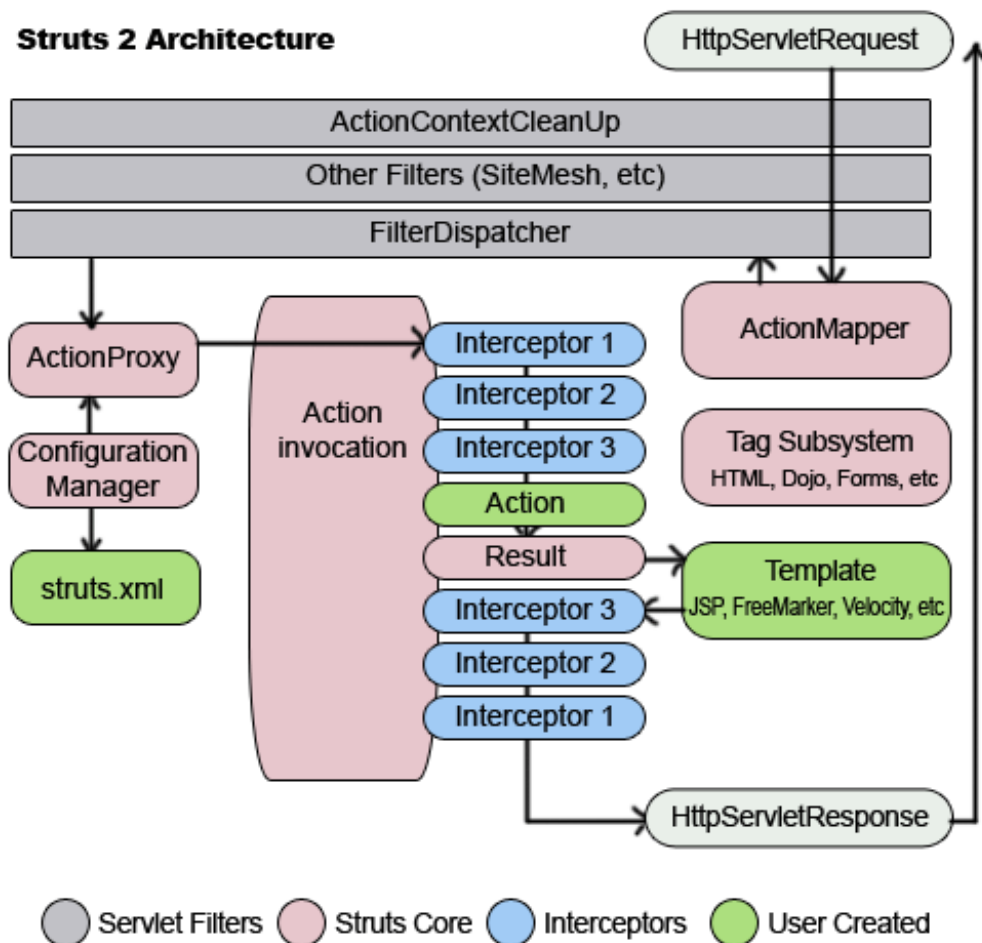 Struts 2 Architecture
HttpServletRequest
ActionContextCleanUp
Other Filters (SiteMesh, etc)
FilterDispatcher
ActionProxy
Configuration
Manager
struts.xml
Action
invocation
Interceptor 1
Interceptor 2
Interceptor 3
Action
Result
Interceptor 3
Interceptor 2
Interceptor 1
ActionMapper
Tag Subsystem
HTML, Dojo, Forms, etc
Template
JSP, FreeMarker, Velocity, etc
HttpServletResponse
Servlet Filters
Struts Core
Interceptors
User Created